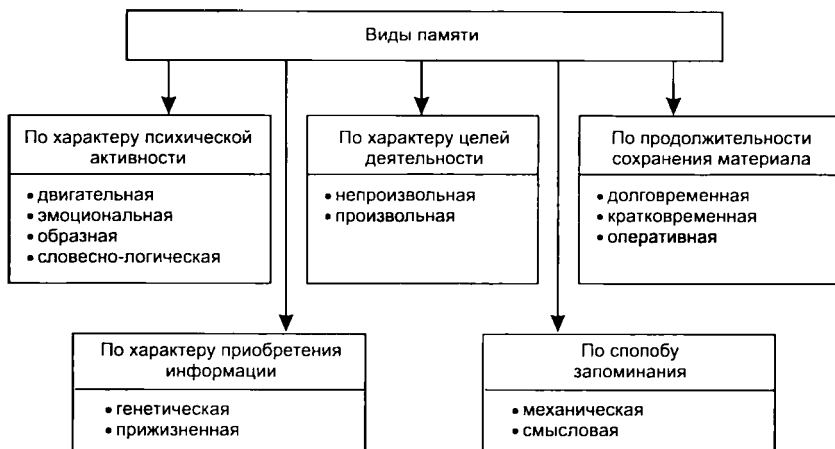 Виды памяти
По характеру психической
активности
• двигательная
• эмоциональная
• образная
• словесно-логическая
По характеру целей
деятельности
• непроизвольная
• произвольная
По продолжительности
сохранения материала
• долговременная
• кратковременная
• оперативная
По характеру приобретения
информации
• генетическая
• прижизненная
По спопобу
запоминания
• механическая
• смысловая